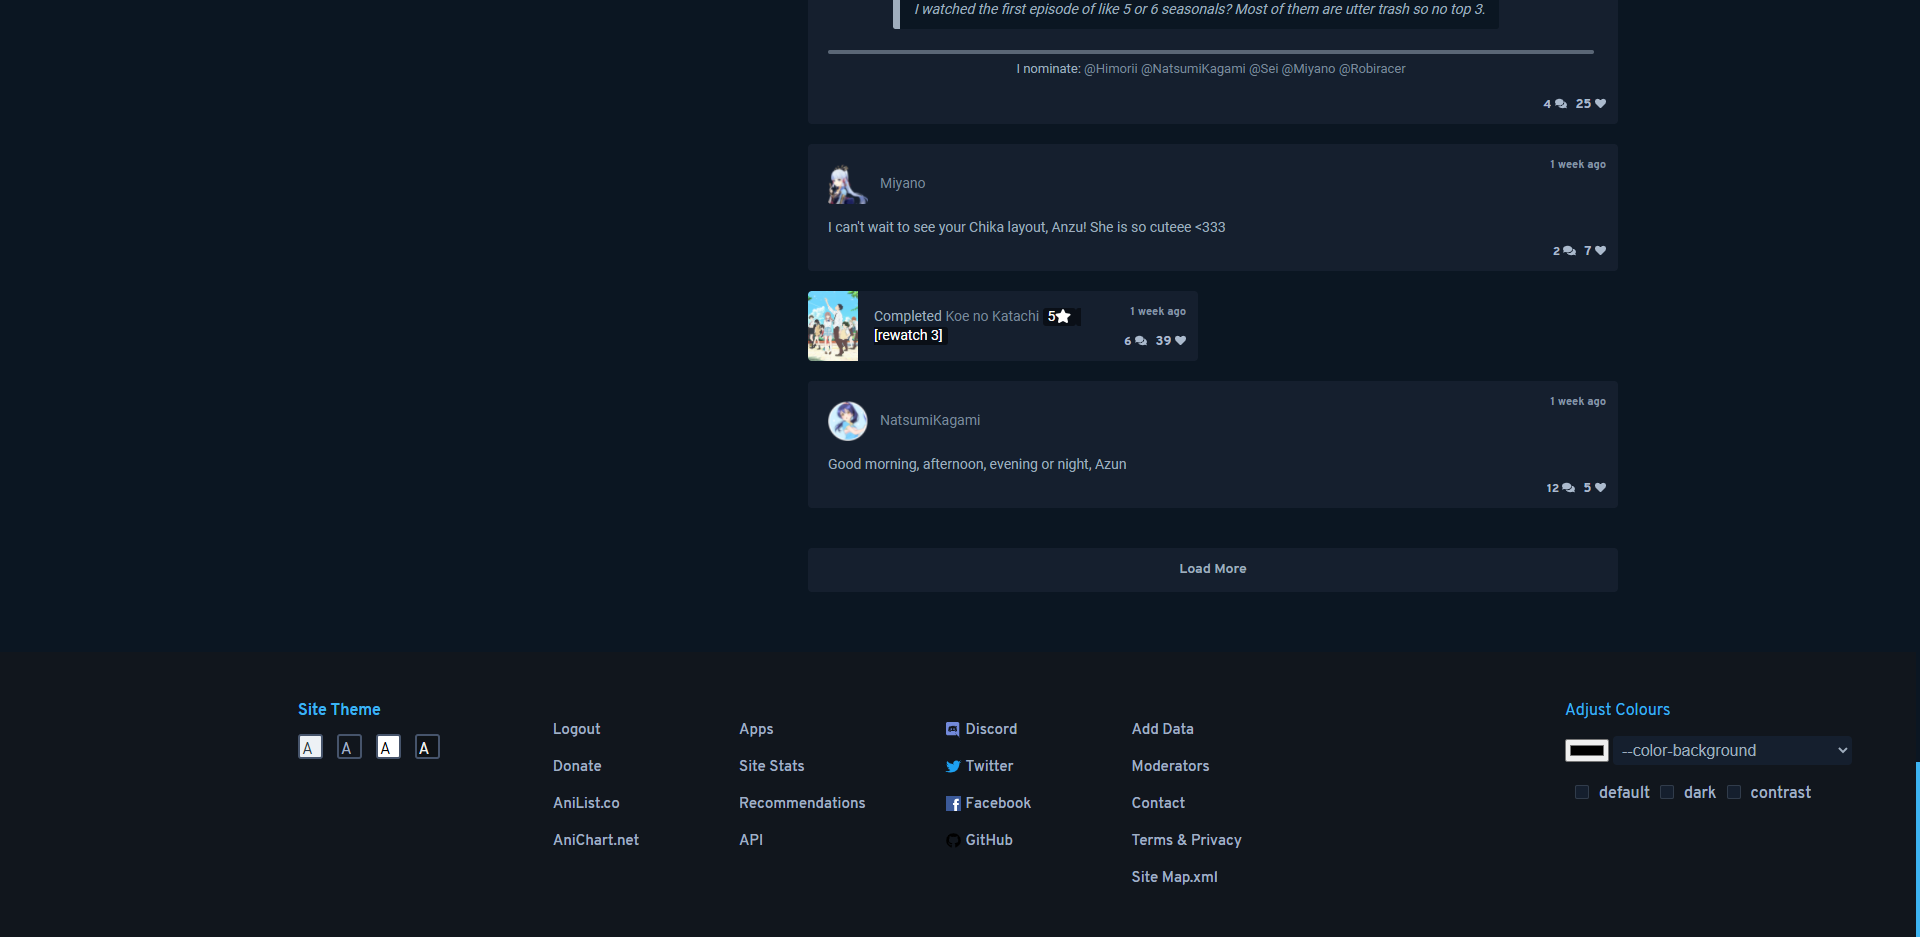 I watched the first episode of like 5 or 6 seasonals? Most of them are utter trash so no top 3.
I nominate: @Himorii @NatsumiKagami @Sei @Miyano @Robiracer
4 25
1 week ago
Miyano
I can't wait to see your Chika layout, Anzu! She is so cuteee <333
2 7
Completed Koe no Katachi 5
[rewatch 3]
1 week ago
6 39
1 week ago
NatsumiKagami
Good morning, afternoon, evening or night, Azun
12 5
Load More
Site Theme
A A A A
Logout
Donate
AniList.co
AniChart.net
Apps
Site Stats
Recommendations
API
Discord
Twitter
Facebook
GitHub
Add Data
Moderators
Contact
Terms & Privacy
Site Map.xml
Adjust Colours
--color-background
default dark contrast